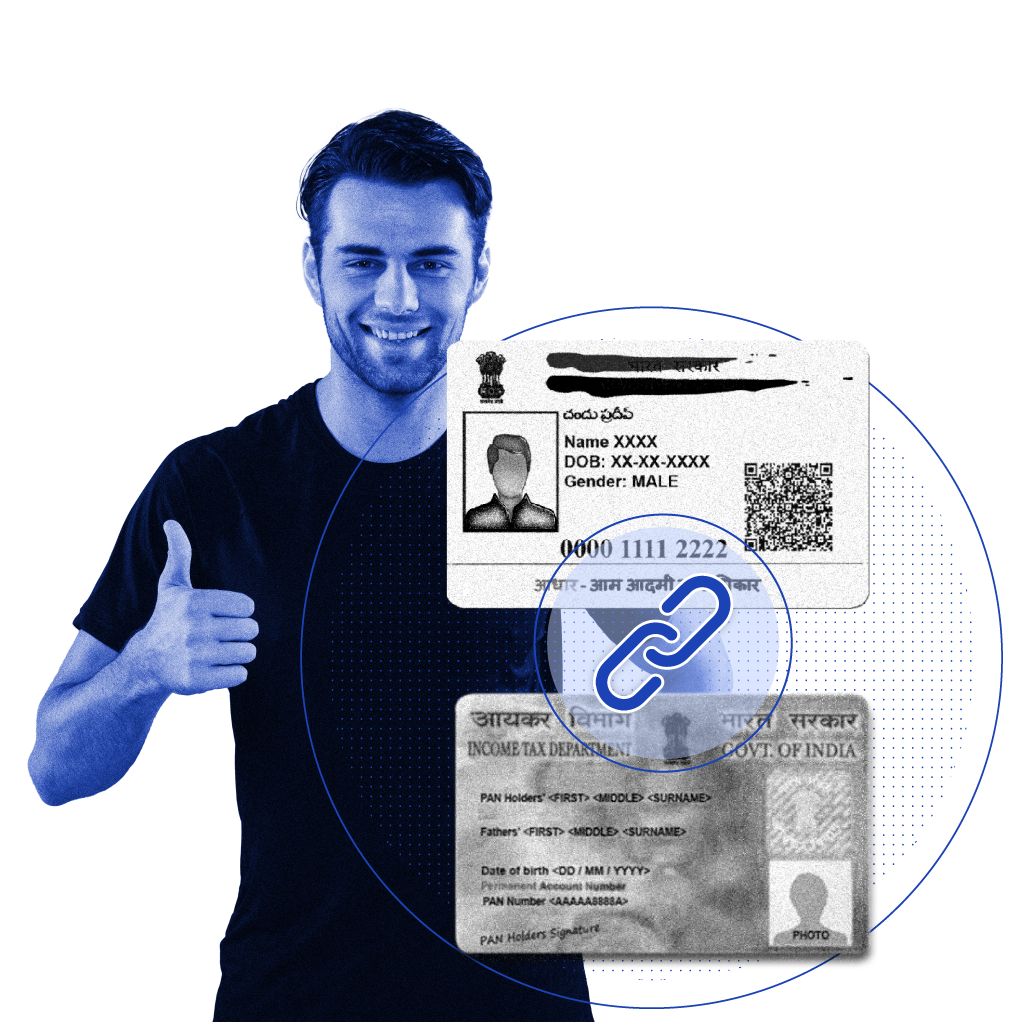 भारत सरकार
చందు ప్రదీప్
Name XXXX
DOB: XX-XX-XXXX
Gender: MALE
0000 1111 2222
आधार - आम आदमी
आयकर विभाग
भारत सरकार
INCOME TAX DEPARTMENT
GOVT. OF INDIA
PAN Holders' <FIRST> <MIDDLE> <SURNAME>
Fathers' <FIRST> <MIDDLE> <SURNAME>
Date of birth <DD / MM / YYYY>
Permanent Account Number
PAN Number <AAAAA8888A>
PAN Holders Signature
PHOTO